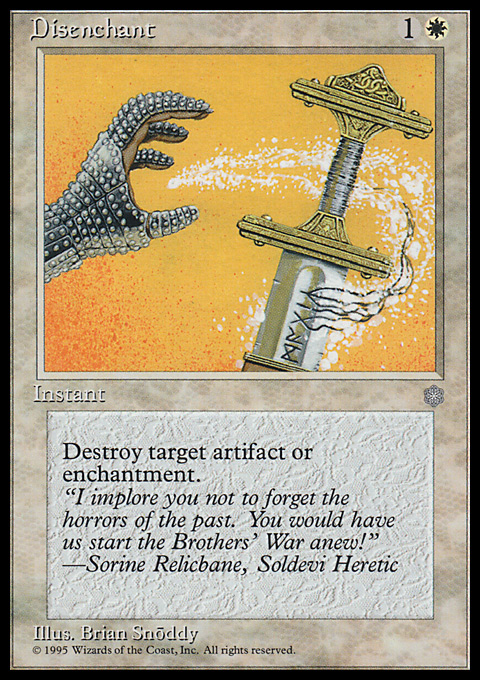 Disenchant 1
Instant
Destroy target artifact or
enchantment.
“I implore you not to forget the
horrors of the past. You would have
us start the Brothers’ War anew!”
—Sorine Relicbane, Soldevi Heretic
Illus. Brian Snōddy
© 1995 Wizards of the Coast, Inc. All rights reserved.